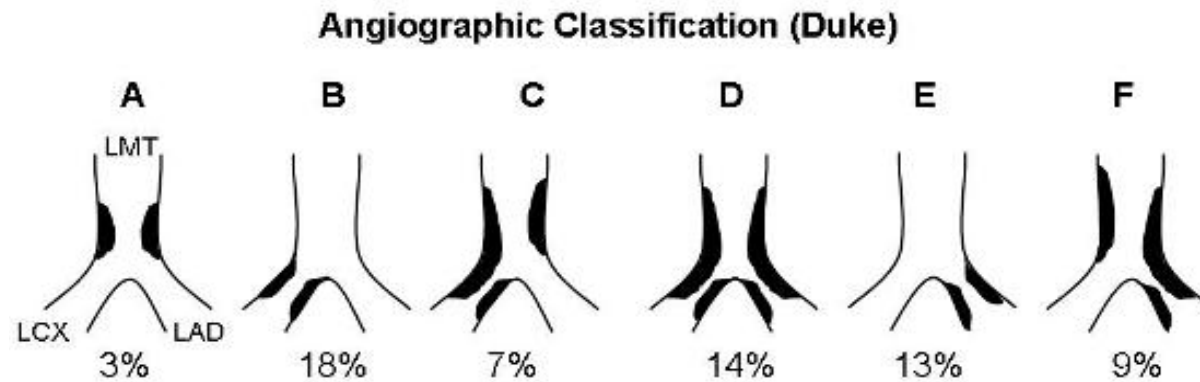 Angiographic Classification (Duke)
A B C D E F
LMT
LCX LAD
3% 18% 7% 14% 13% 9%